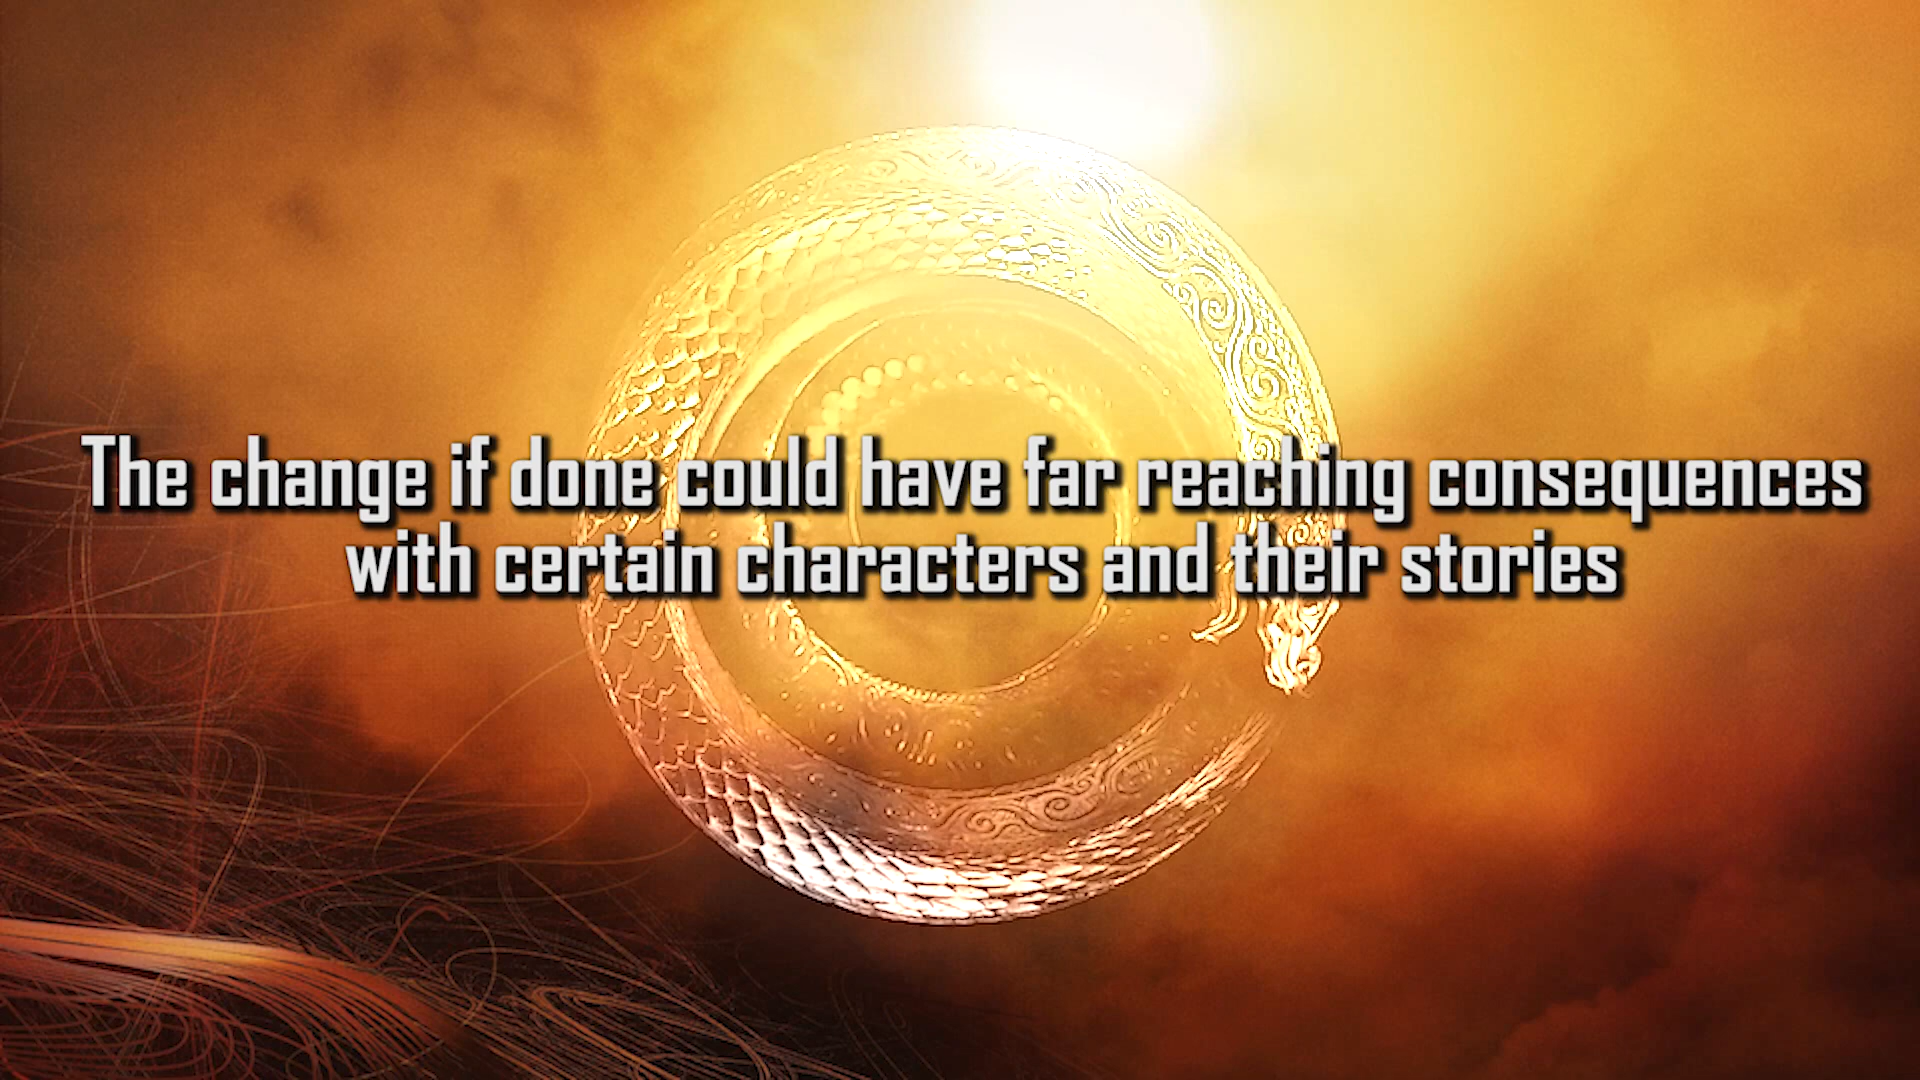 The change if done could have far reaching consequences
with certain characters and their stories